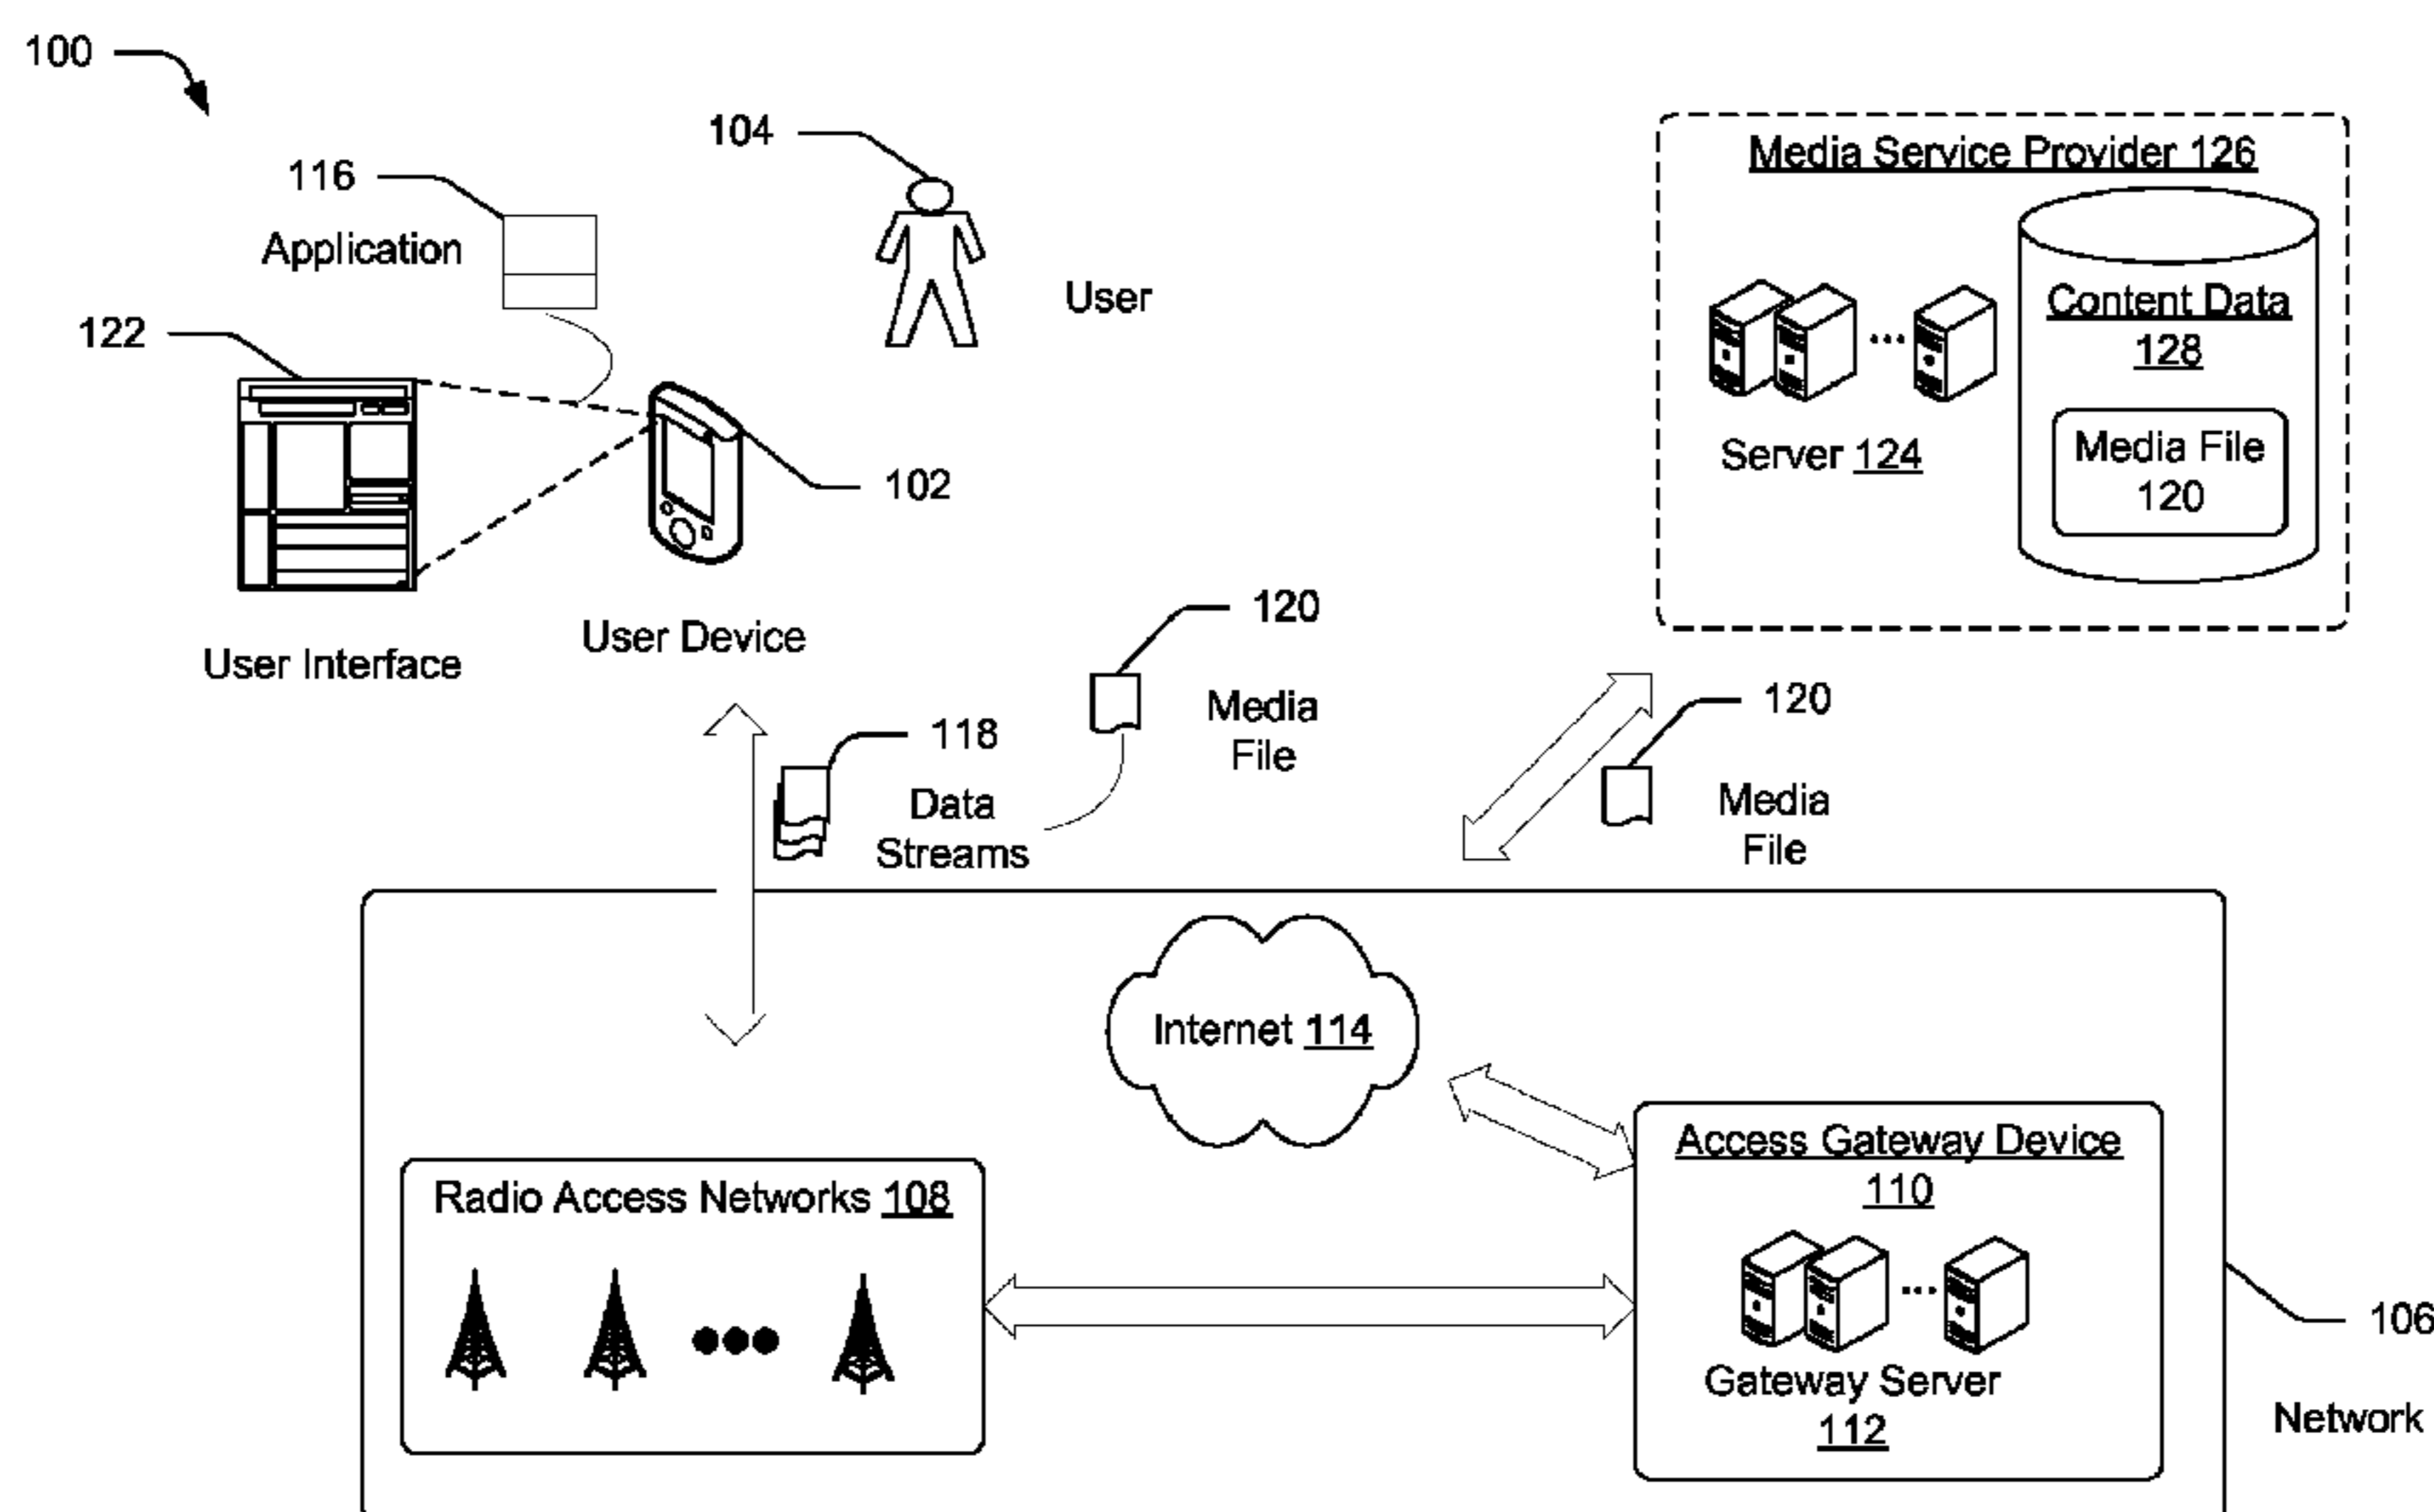 100
104
116
Application
User
122
102
User Interface
User Device
Media Service Provider 126
Content Data
128
Server 124
Media File
120
120
Media
File
118
Data
Streams
120
Media
File
Internet 114
Radio Access Networks 108
Access Gateway Device
110
Gateway Server
112
106
Network